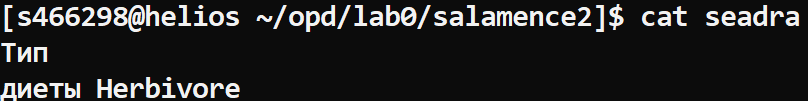 [s466298@helios ~/opd/lab0/salamence2]$ cat seadra
Тип
диеты Herbivore